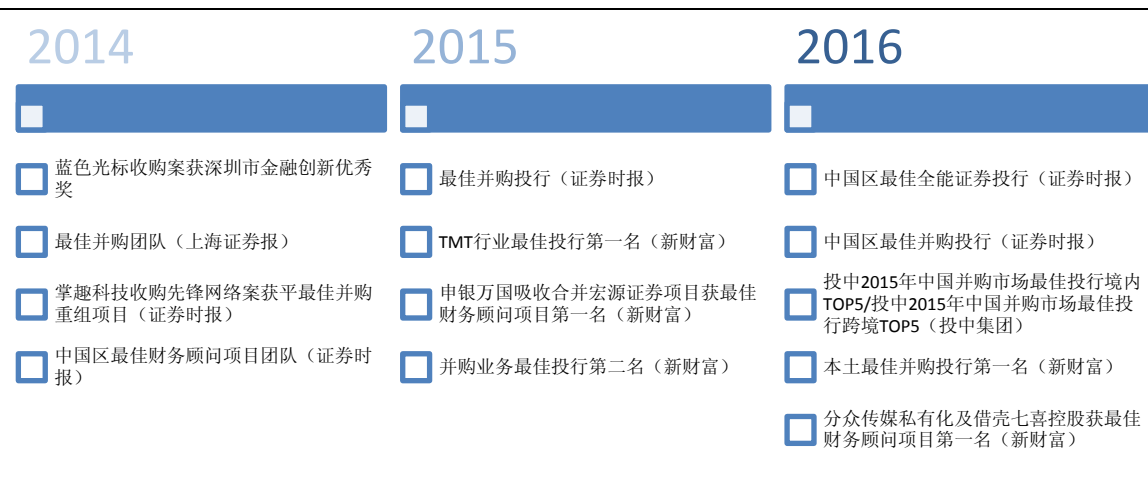 2014
蓝色光标收购案获深圳市金融创新优秀
奖
最佳并购团队（上海证券报）
掌趣科技收购先锋网络案获平最佳并购
重组项目（证券时报）
中国区最佳财务顾问项目团队（证券时
报）
2015
最佳并购投行（证券时报）
TMT行业最佳投行第一名（新财富）
申银万国吸收合并宏源证券项目获最佳
财务顾问项目第一名（新财富）
并购业务最佳投行第二名（新财富）
2016
中国区最佳全能证券投行（证券时报）
中国区最佳并购投行（证券时报）
投中2015年中国并购市场最佳投行境内
TOP5/投中2015年中国并购市场最佳投
行跨境TOP5（投中集团）
本土最佳并购投行第一名（新财富）
分众传媒私有化及借壳七喜控股获最佳
财务顾问项目第一名（新财富）